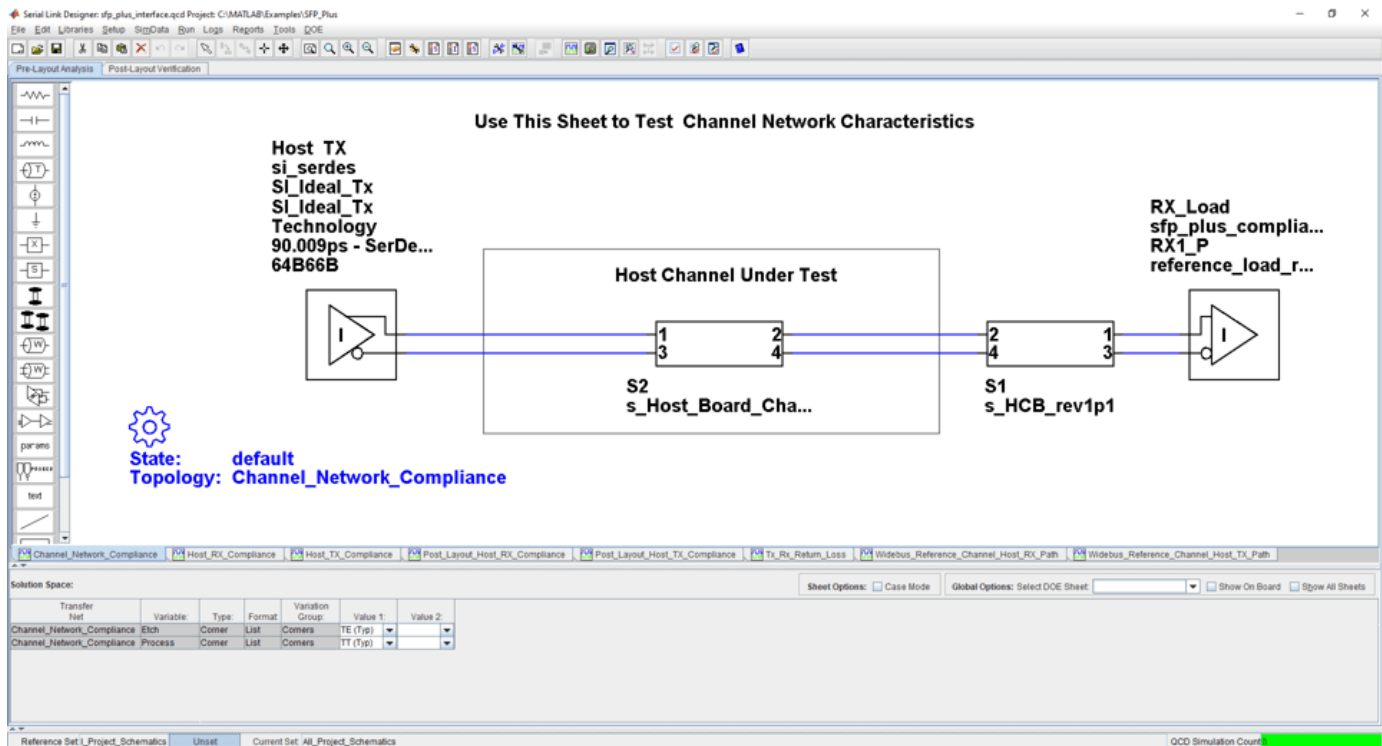 Serial Link Designer: sfp_plus_interface.qcd Project: C:\MATLAB\Examples\SFP_Plus
File Edit Libraries Setup SimData Run Logs Reports Tools DOE
Pre-Layout Analysis Post-Layout Verification
Use This Sheet to Test Channel Network Characteristics
Host TX
si_serdes
SI_Ideal_Tx
SI_Ideal_Tx
Technology
90.009ps - SerDe...
64B66B
RX_Load
sfp_plus_complia...
RX1_P
reference_load_r...
Host Channel Under Test
I
1 2
3 4
2 1
4 3
I
S2
s_Host_Board_Cha...
S1
s_HCB_rev1p1
State: default
Topology: Channel_Network_Compliance
T
X
S
W
W
params
text
Channel_Network_Compliance Host_RX_Compliance Host_TX_Compliance Post_Layout_Host_RX_Compliance Post_Layout_Host_TX_Compliance Tx_Rx_Return_Loss Widebus_Reference_Channel_Host_RX_Path Widebus_Reference_Channel_Host_TX_Path
Solution Space: Sheet Options: Case Mode Global Options: Select DOE Sheet: Show On Board Show All Sheets
Transfer Net Variable: Type: Format Variation Group: Value 1: Value 2:
Channel_Network_Compliance Etch Corner List Corners TE (Typ)
Channel_Network_Compliance Process Corner List Corners TT (Typ)
Reference Set: I_Project_Schematics Unset Current Set: All_Project_Schematics QCD Simulation Count: